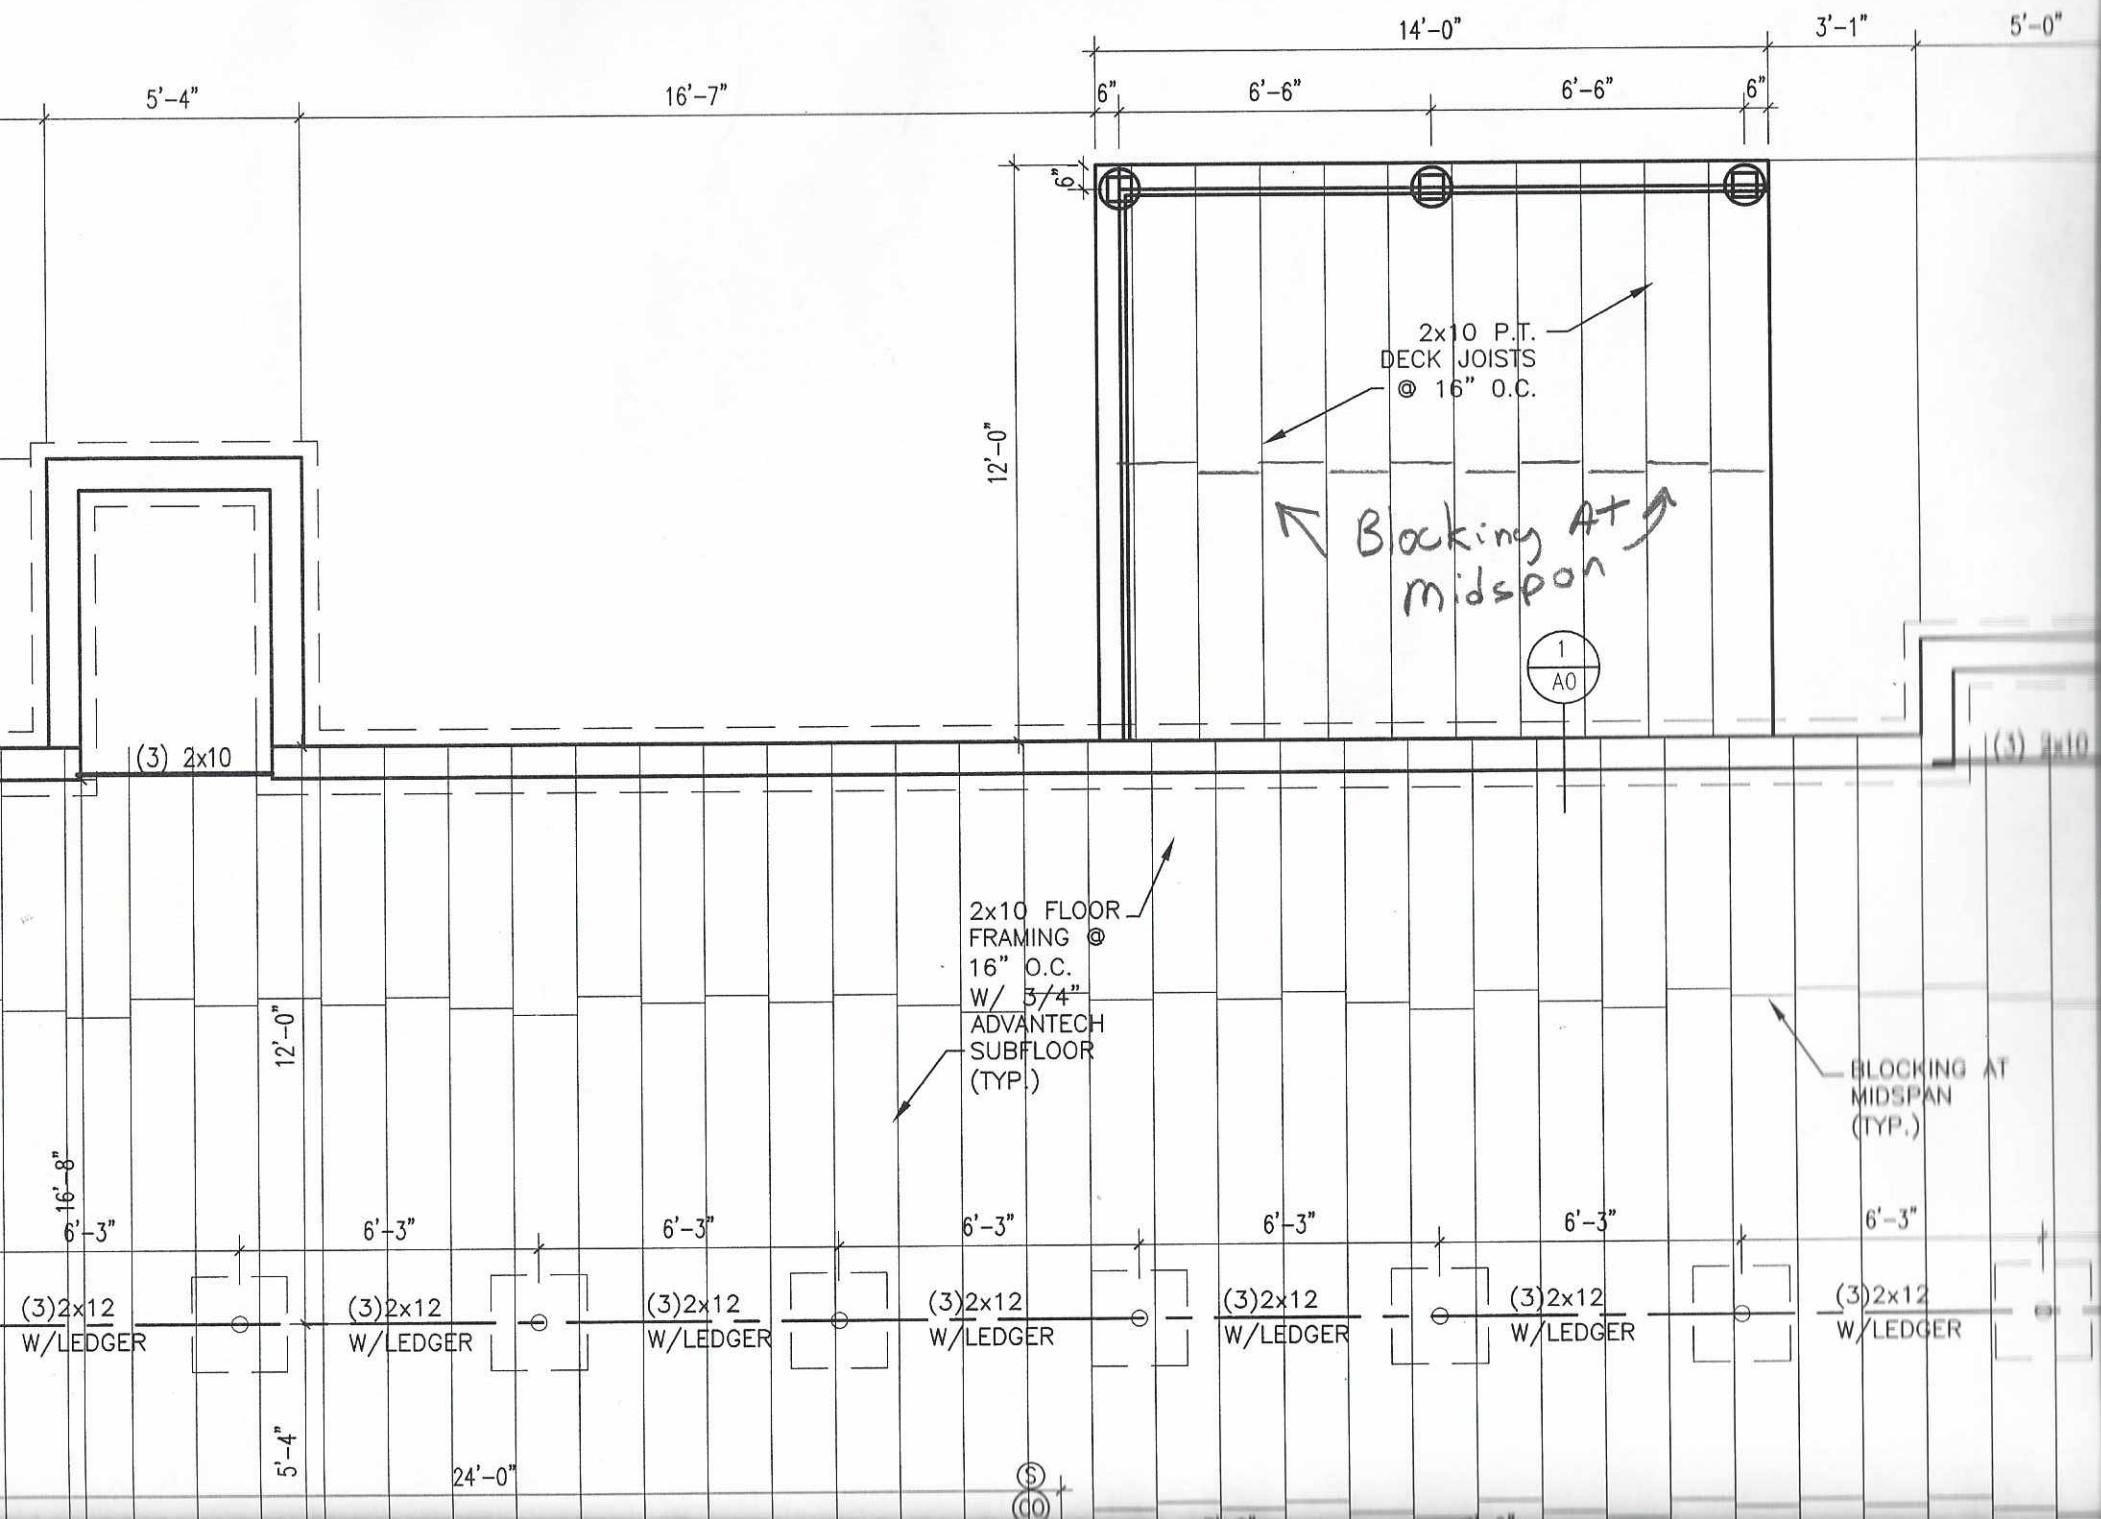 14'-0"
3'-1"
5'-0"
5'-4"
16'-7"
6"
6'-6"
6'-6"
6"
6"
12'-0"
2x10 P.T.
DECK JOISTS
@ 16" O.C.
Blocking At
midspan
1
A0
(3) 2x10
(3) 2x10
2x10 FLOOR
FRAMING @
16" O.C.
W/ 3/4"
ADVANTECH
SUBFLOOR
(TYP.)
12'-0"
BLOCKING AT
MIDSPAN
(TYP.)
16'-8"
6'-3"
6'-3"
6'-3"
6'-3"
6'-3"
6'-3"
6'-3"
(3)2x12
W/LEDGER
(3)2x12
W/LEDGER
(3)2x12
W/LEDGER
(3)2x12
W/LEDGER
(3)2x12
W/LEDGER
(3)2x12
W/LEDGER
(3)2x12
W/LEDGER
5'-4"
24'-0"
S
CO